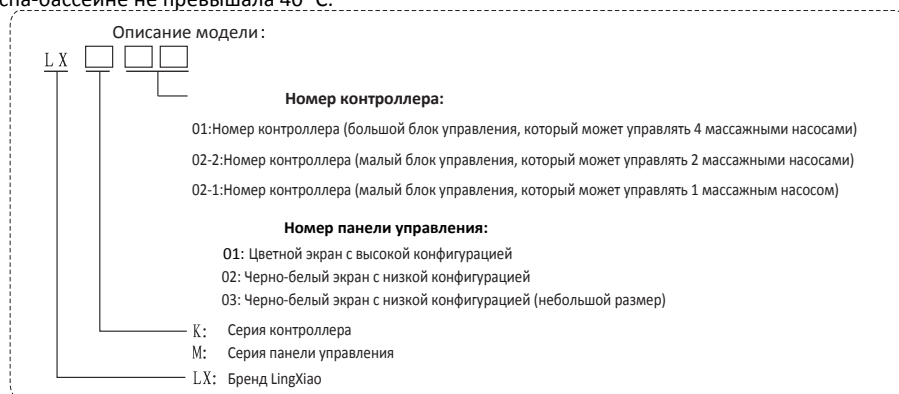 спа-бассейне не превышала 40 °C.
Описание модели:
LX
Номер контроллера:
01:Номер контроллера (большой блок управления, который может управлять 4 массажными насосами)
02-2:Номер контроллера (малый блок управления, который может управлять 2 массажными насосами)
02-1:Номер контроллера (малый блок управления, который может управлять 1 массажным насосом)
Номер панели управления:
01: Цветной экран с высокой конфигурацией
02: Черно-белый экран с низкой конфигурацией
03: Черно-белый экран с низкой конфигурацией (небольшой размер)
K: Серия контроллера
M: Серия панели управления
LX: Бренд LingXiao